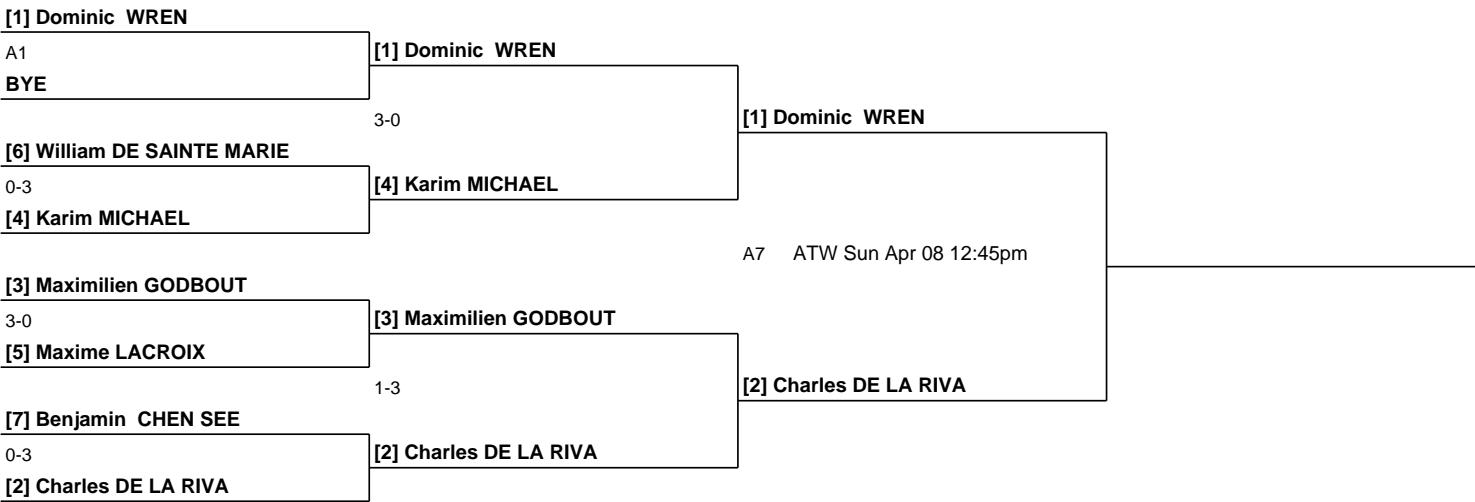 [1] Dominic  WREN
A1
BYE
[6] William DE SAINTE MARIE
0-3
[4] Karim MICHAEL
[3] Maximilien GODBOUT
3-0
[5] Maxime LACROIX
[7] Benjamin  CHEN SEE
0-3
[2] Charles DE LA RIVA
[1] Dominic  WREN
3-0
[4] Karim MICHAEL
[3] Maximilien GODBOUT
1-3
[2] Charles DE LA RIVA
[1] Dominic  WREN
A7 ATW Sun Apr 08 12:45pm
[2] Charles DE LA RIVA